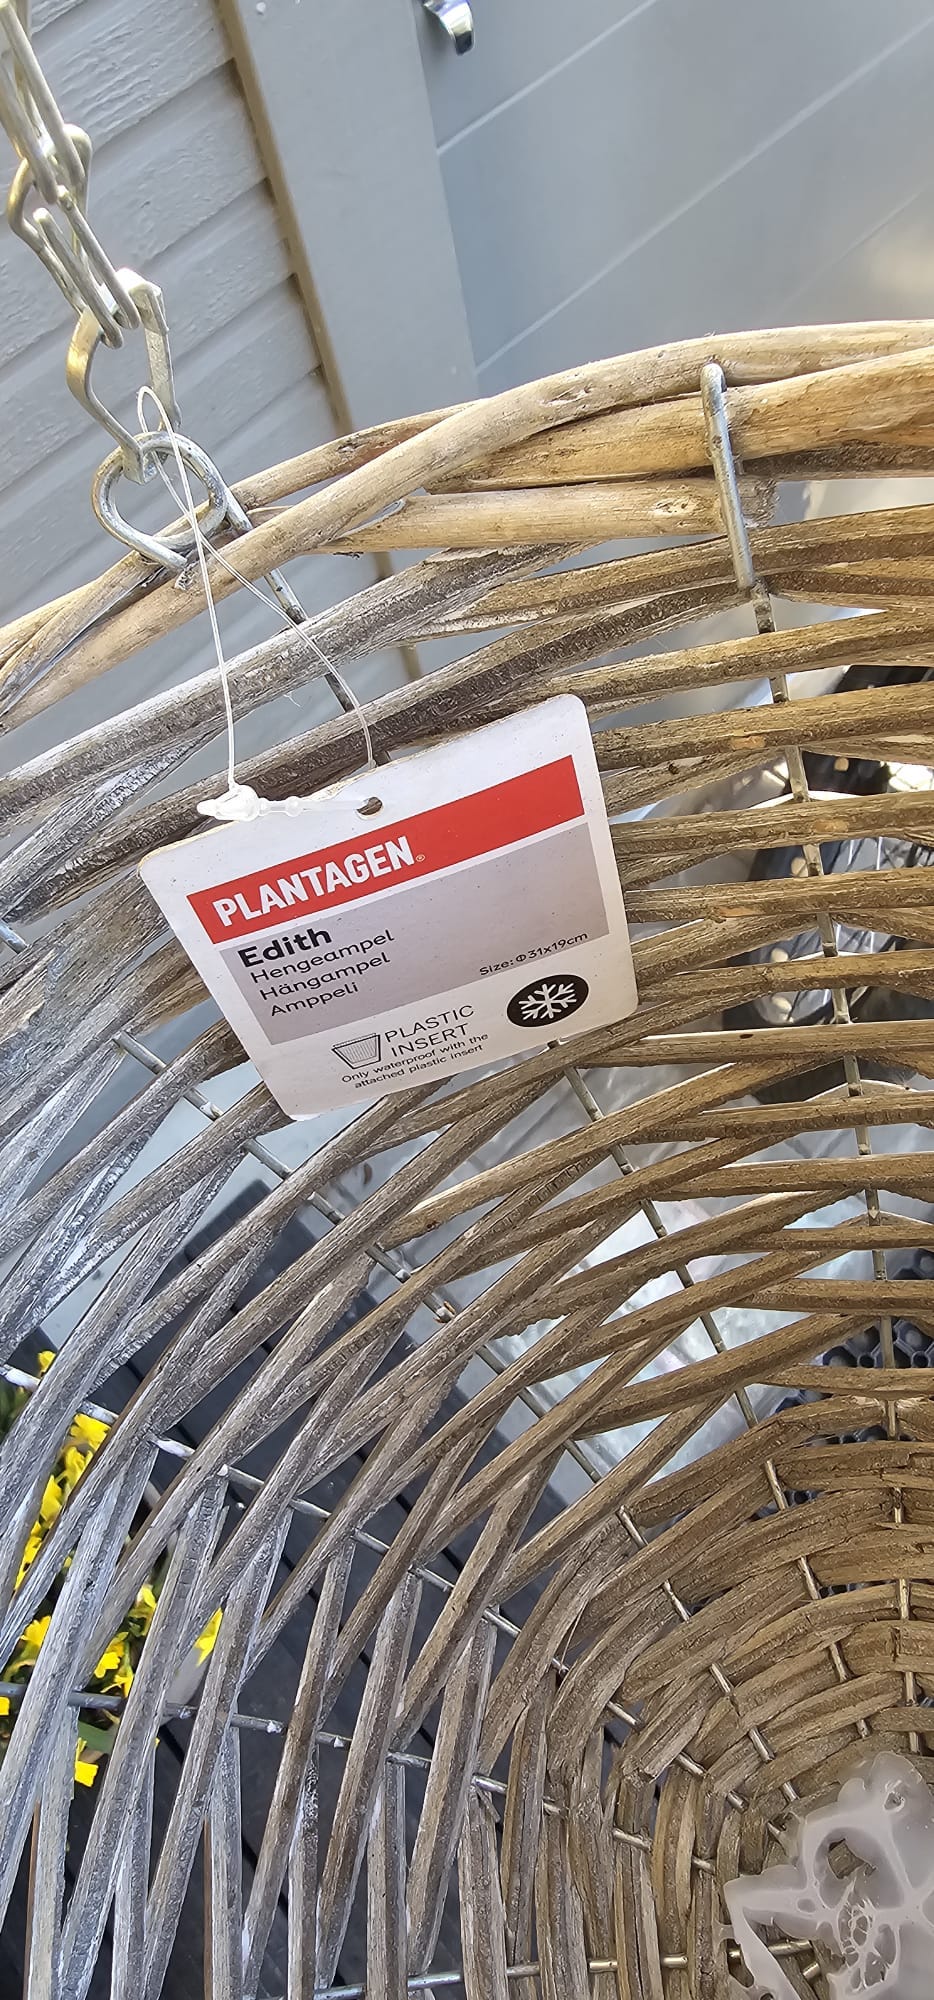 PLANTAGEN®
Edith
Hengeampel
Hängampel
Amppeli
Size: Φ31x19cm
PLASTIC
INSERT
Only waterproof with the
attached plastic insert